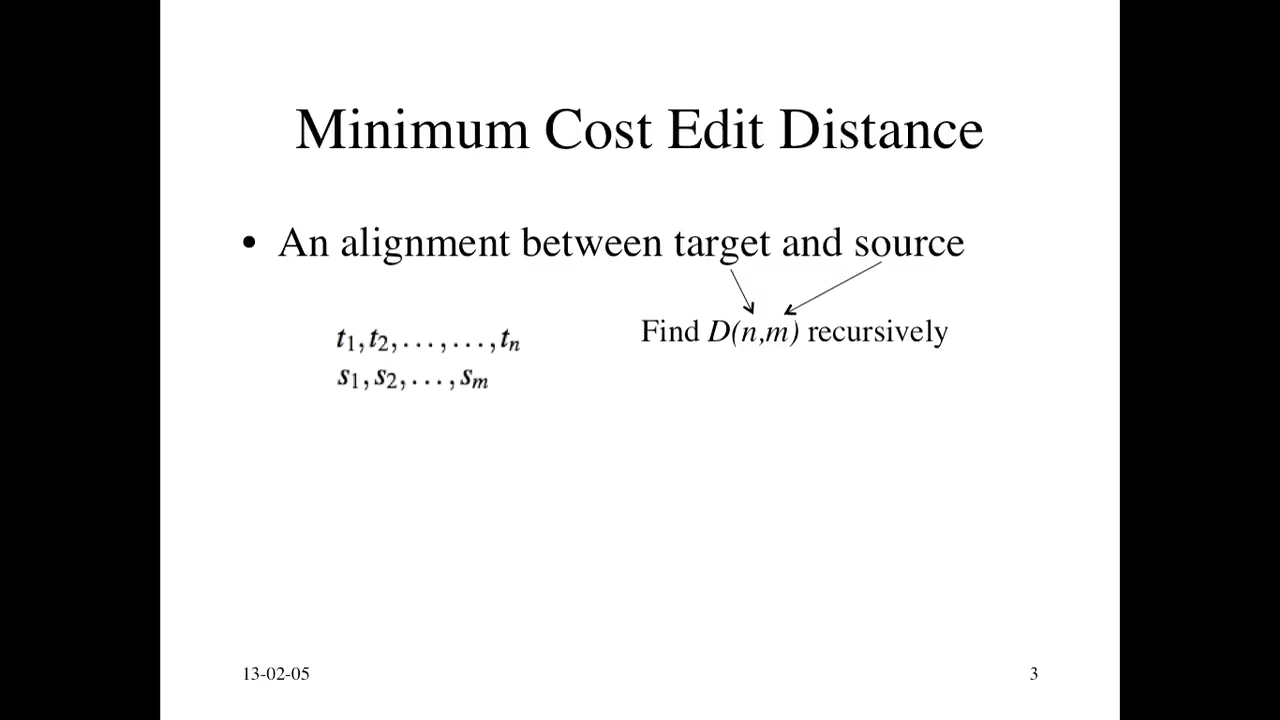 Minimum Cost Edit Distance
• An alignment between target and source
t₁,t₂,...,...,tₙ
Find D(n,m) recursively
s₁,s₂,...,sₘ
13-02-05
3